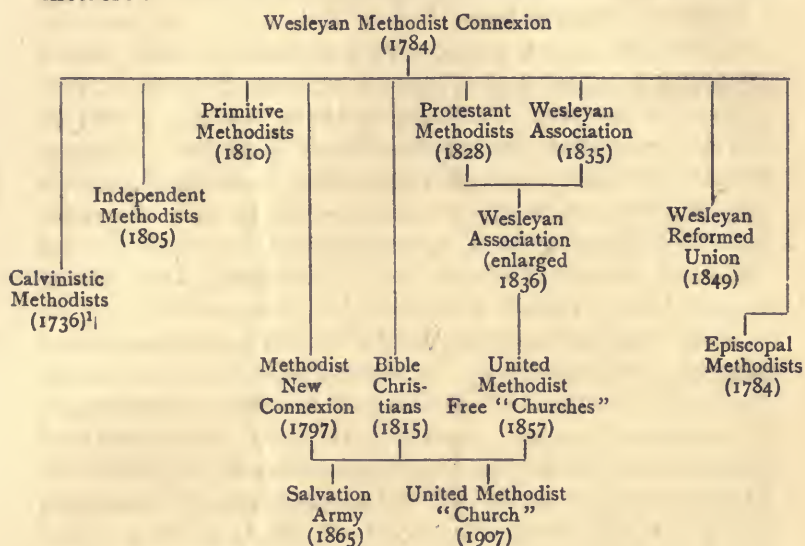 Wesleyan Methodist Connexion
(1784)
Primitive
Methodists
(1810)
Protestant
Methodists
(1828)
Wesleyan
Association
(1835)
Independent
Methodists
(1805)
Wesleyan
Association
(enlarged
1836)
Wesleyan
Reformed
Union
(1849)
Calvinistic
Methodists
(1736)¹
Episcopal
Methodists
(1784)
Methodist
New
Connexion
(1797)
Bible
Chris-
tians
(1815)
United
Methodist
Free "Churches"
(1857)
Salvation
Army
(1865)
United Methodist
"Church"
(1907)